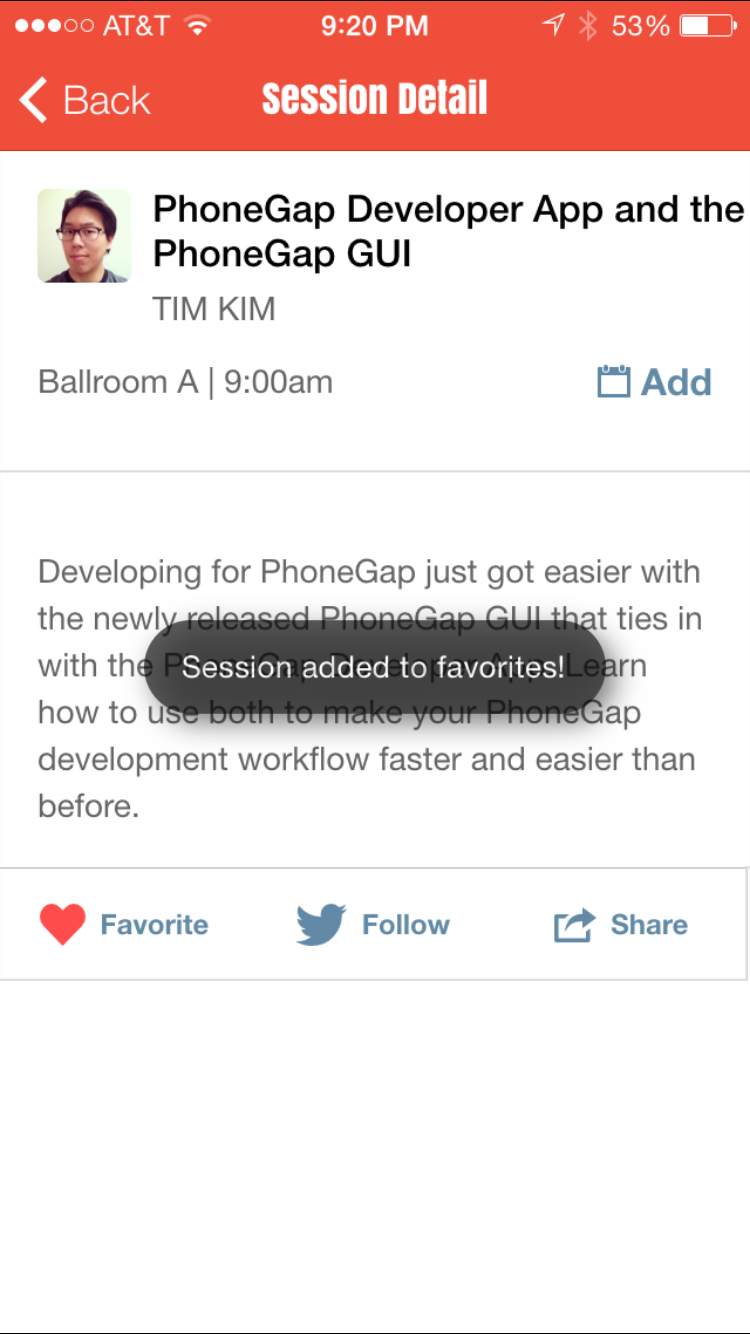 AT&T 9:20 PM 53%
Back Session Detail
PhoneGap Developer App and the
PhoneGap GUI
TIM KIM
Ballroom A | 9:00am Add
Developing for PhoneGap just got easier with
the newly released PhoneGap GUI that ties in
with the PhoneGap Developer App. Learn
Session added to favorites!
how to use both to make your PhoneGap
development workflow faster and easier than
before.
Favorite Follow Share